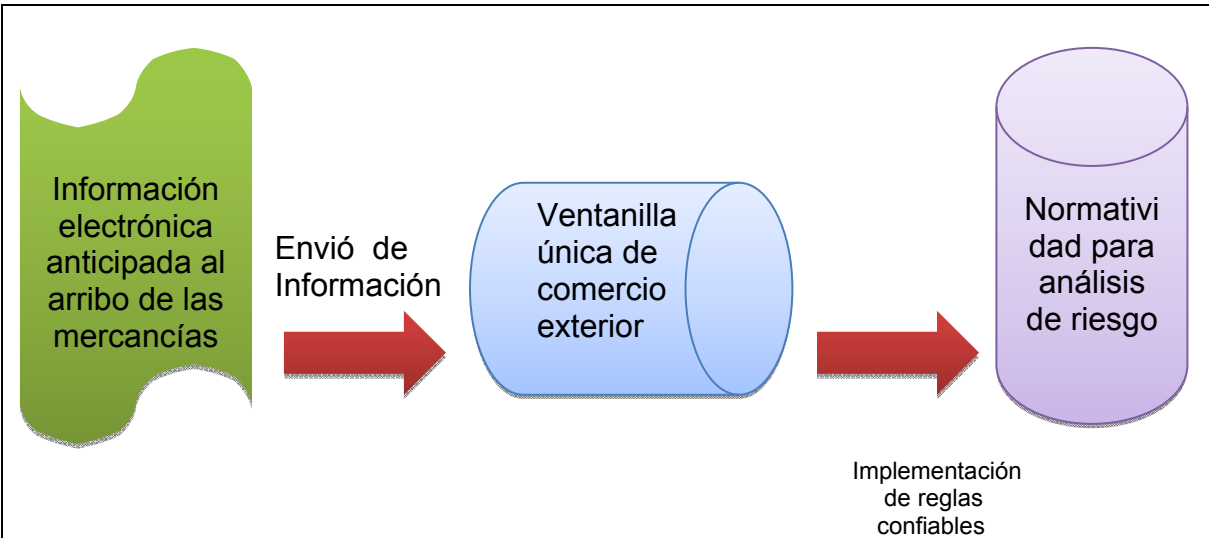 Información
electrónica
anticipada al
arribo de las
mercancías
Envió de
Información
Ventanilla
única de
comercio
exterior
Normativi
dad para
análisis
de riesgo
Implementación
de reglas
confiables